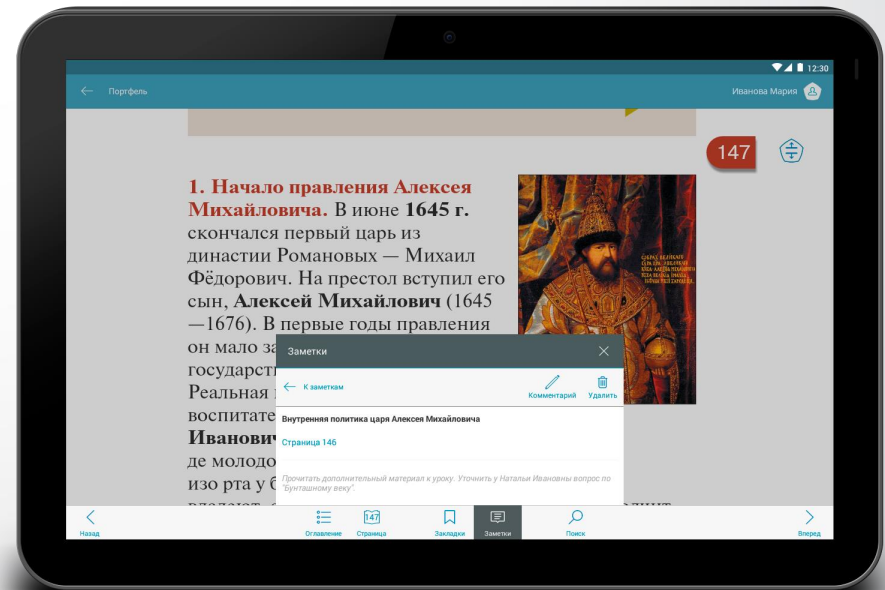 12:30
Портфель
Иванова Мария
147
1. Начало правления Алексея
Михайловича. В июне 1645 г.
скончался первый царь из
династии Романовых — Михаил
Фёдорович. На престол вступил его
сын, Алексей Михайлович (1645
—1676). В первые годы правления
он мало за
государст
Реальная
воспитате
Иванович
де молодо
изо рта у б
Заметки
К заметкам
Комментарий
Удалить
Внутренняя политика царя Алексея Михайловича
Страница 146
Прочитать дополнительный материал к уроку. Уточнить у Натальи Ивановны вопрос по
"Бунташному веку".
Назад
Оглавление
147
Страница
Закладки
Заметки
Поиск
Вперед